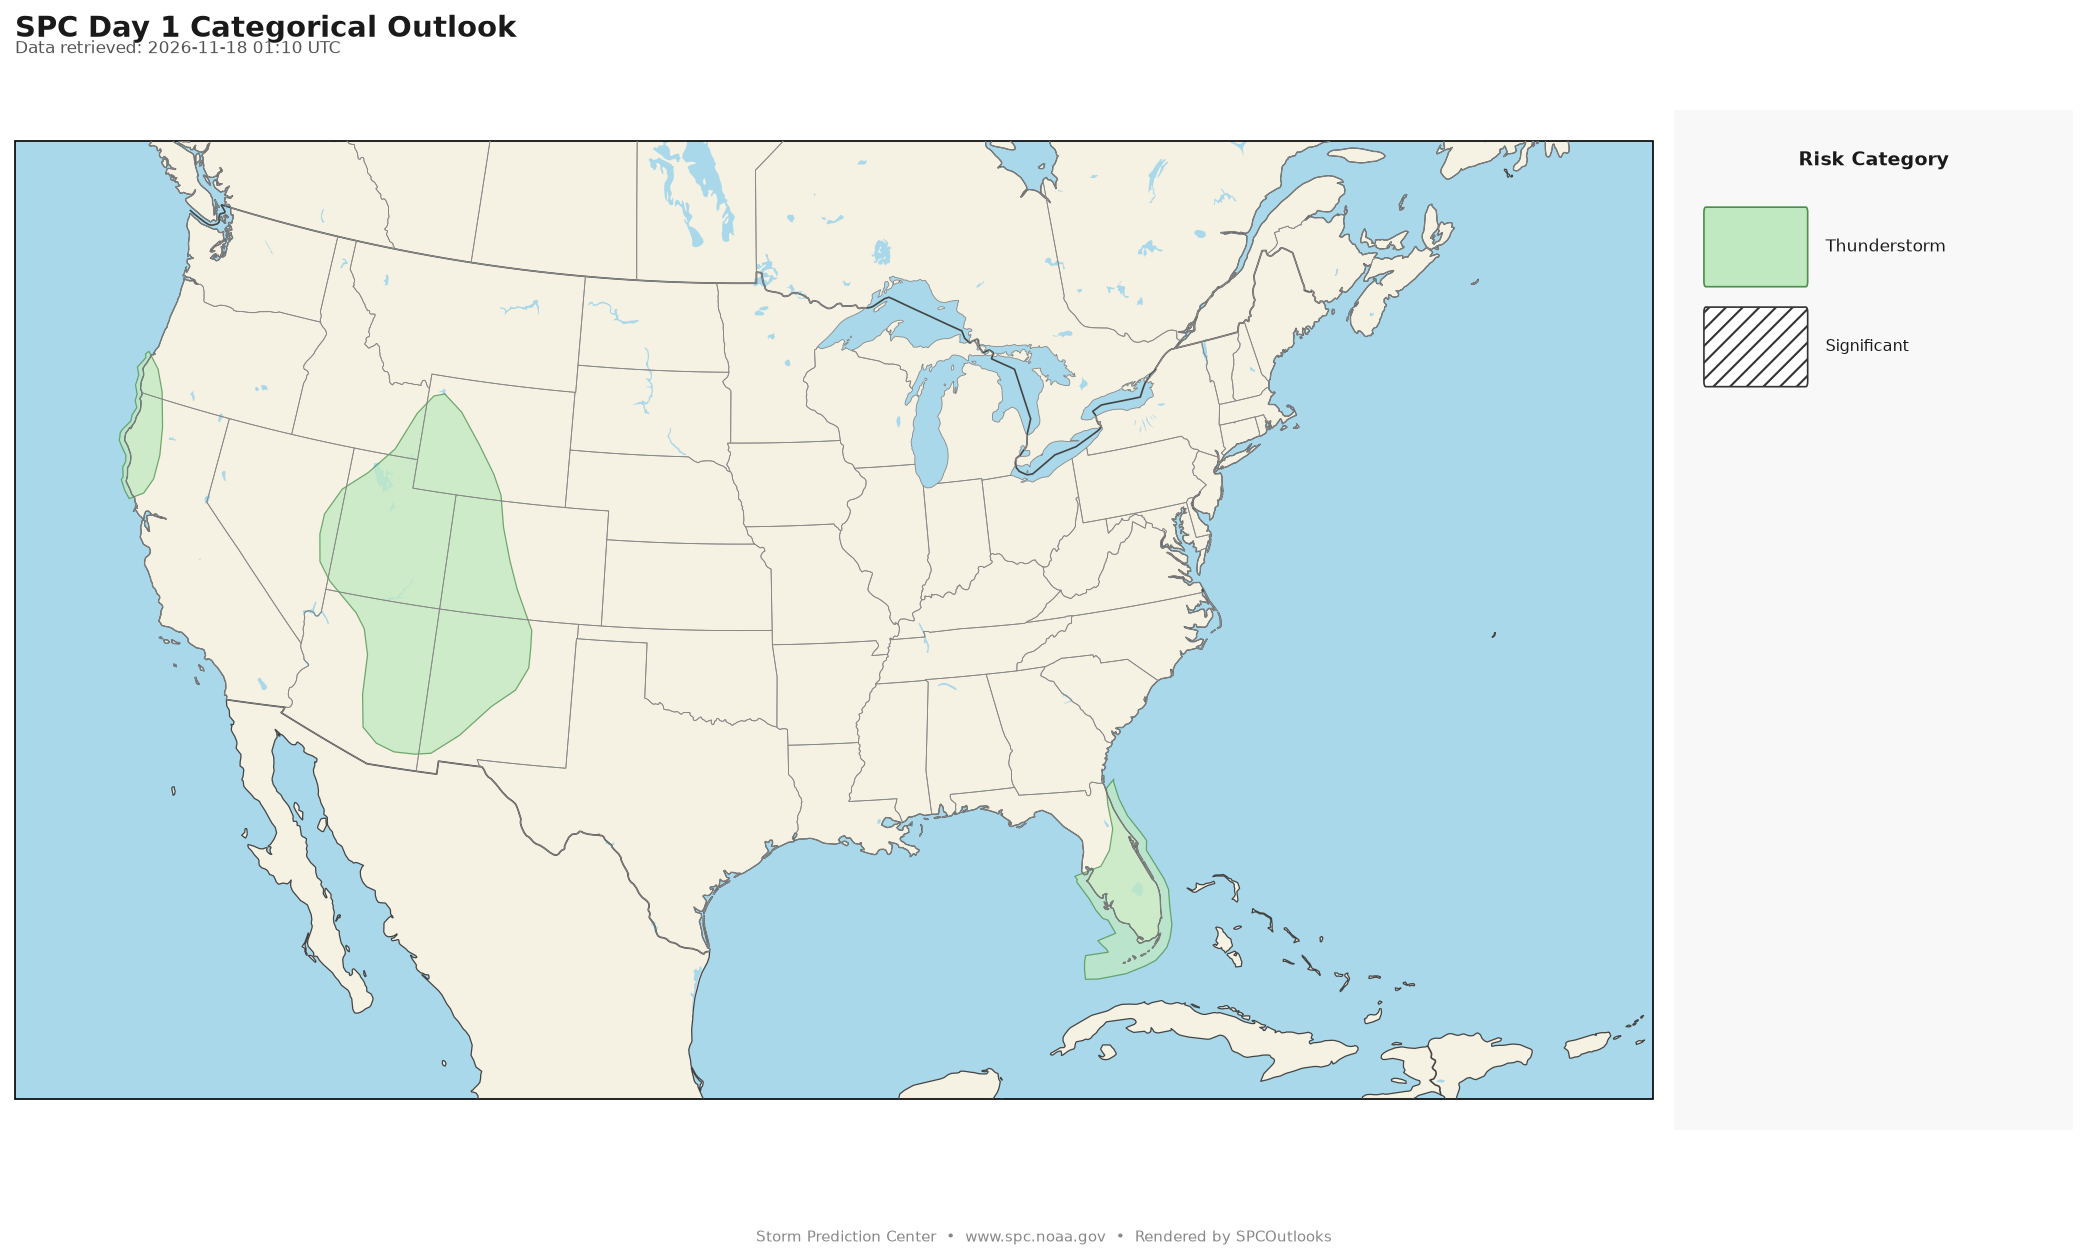 SPC Day 1 Categorical Outlook
Data retrieved: 2026-11-18 01:10 UTC
Risk Category
Thunderstorm
Significant
Storm Prediction Center • www.spc.noaa.gov • Rendered by SPCOutlooks